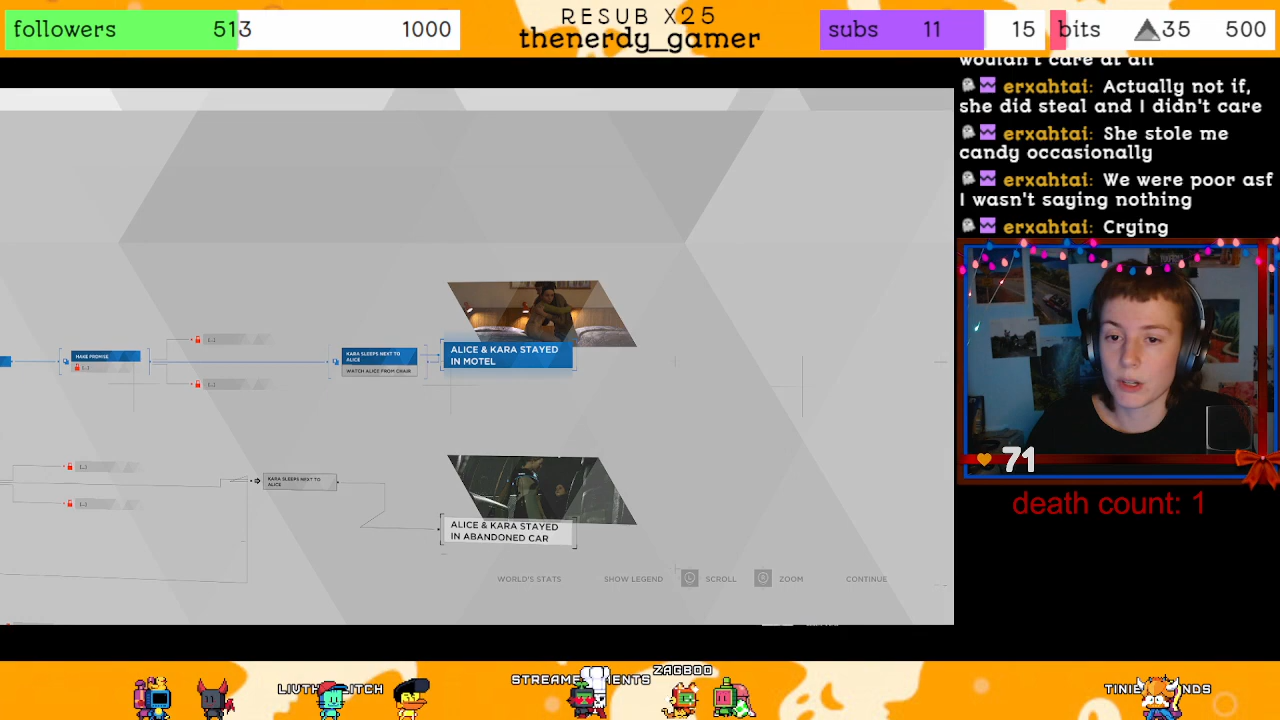 followers 513 1000
RESUB X25
thenerdy_gamer
subs 11 15
bits 35 500
wouldn't care at all
erxahtai: Actually not if,
she did steal and I didn't care
erxahtai: She stole me
candy occasionally
erxahtai: We were poor asf
I wasn't saying nothing
erxahtai: Crying
71
death count: 1
MAKE PROMISE
[...]
[...]
[...]
KARA SLEEPS NEXT TO
ALICE
WATCH ALICE FROM CHAIR
ALICE & KARA STAYED
IN MOTEL
[...]
[...]
KARA SLEEPS NEXT TO
ALICE
ALICE & KARA STAYED
IN ABANDONED CAR
WORLD'S STATS
SHOW LEGEND
SCROLL
ZOOM
CONTINUE
ZAGBOO